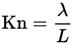 Kn = λ/L